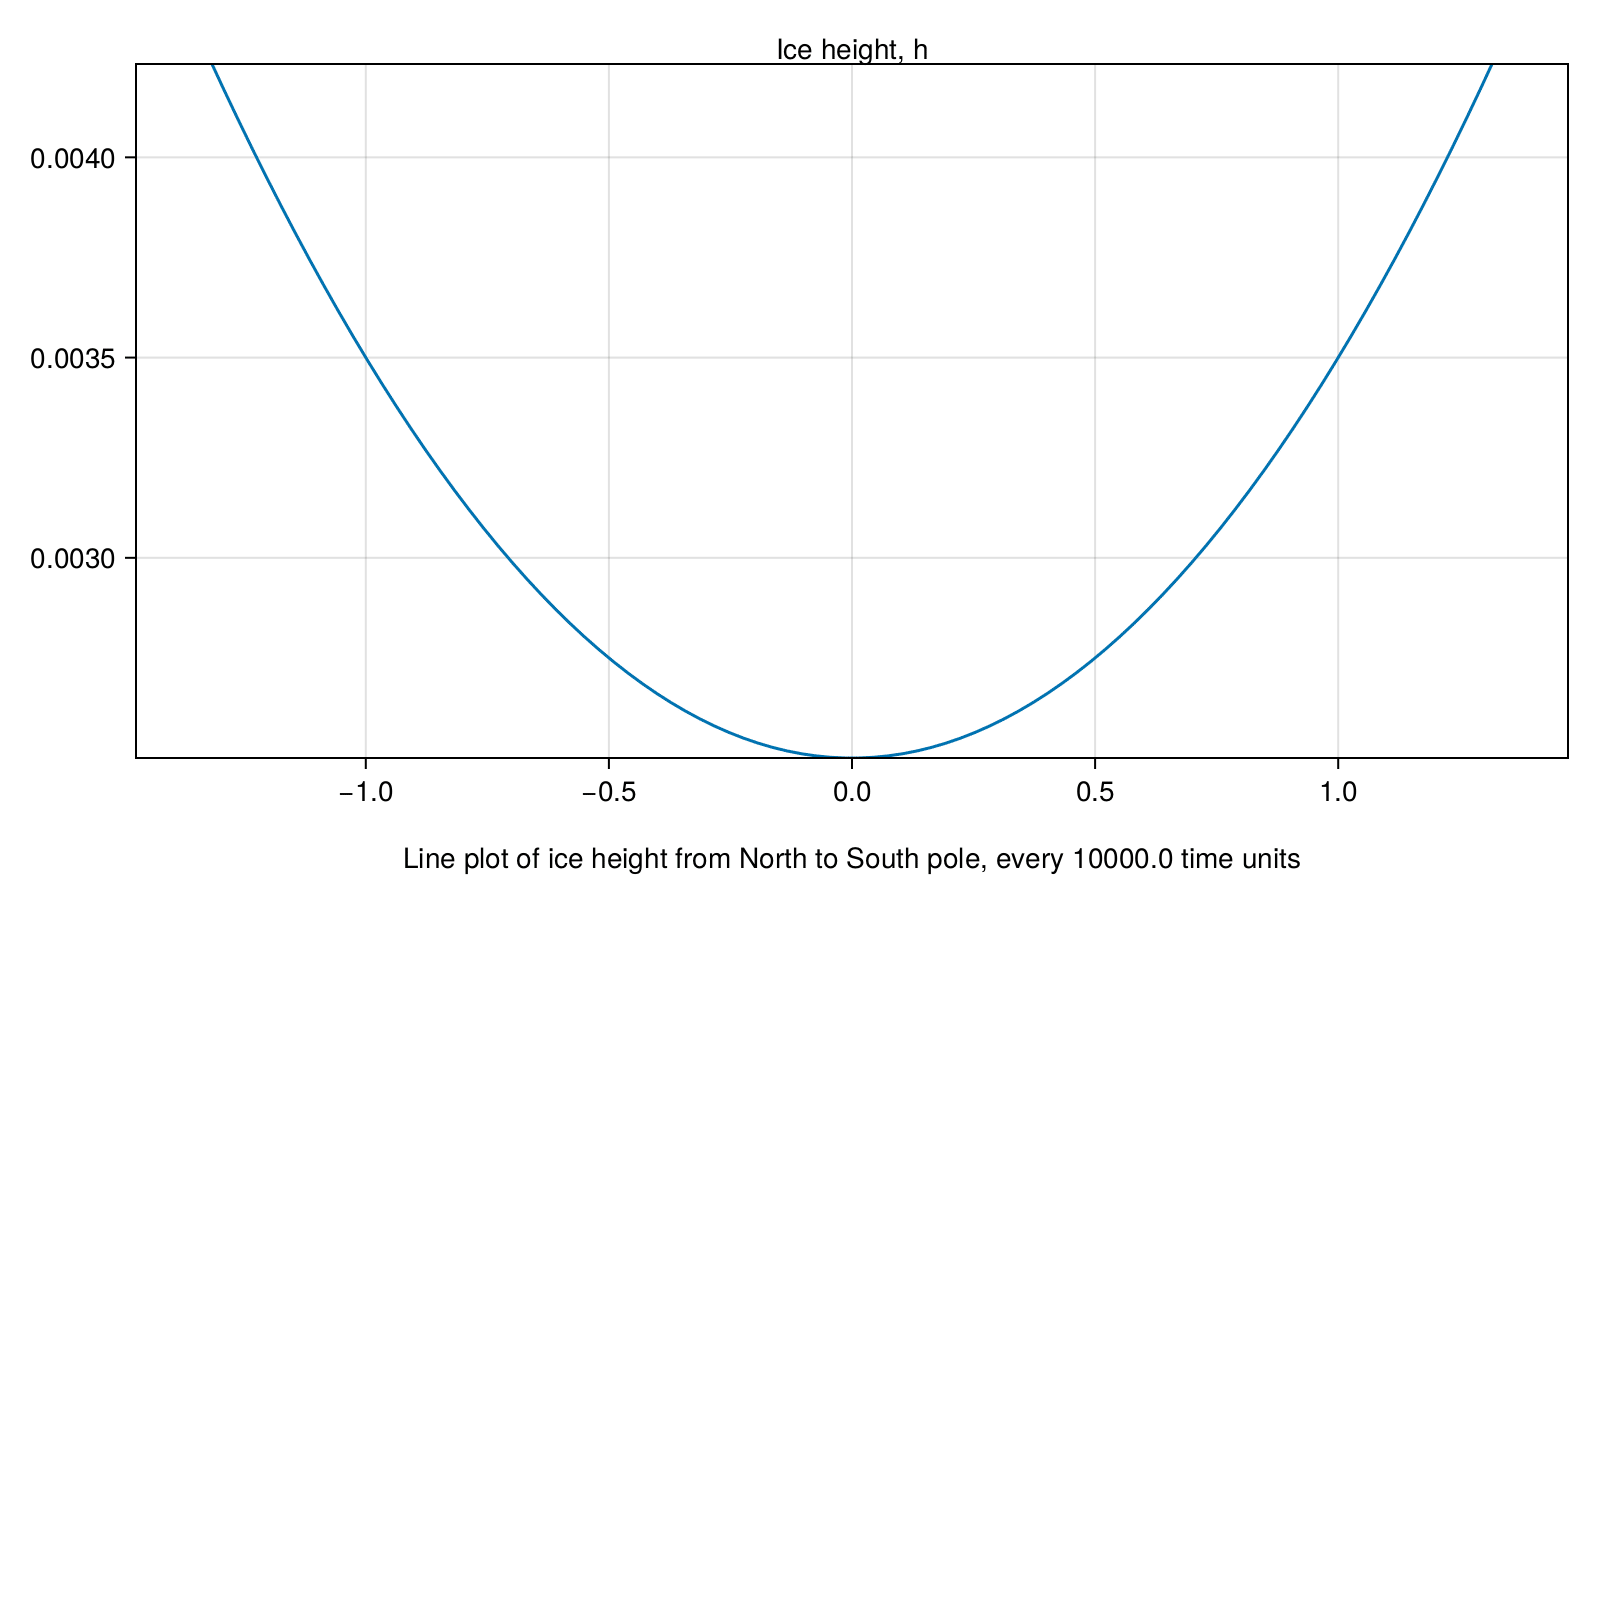 Ice height, h
0.0040
0.0035
0.0030
−1.0 −0.5 0.0 0.5 1.0
Line plot of ice height from North to South pole, every 10000.0 time units